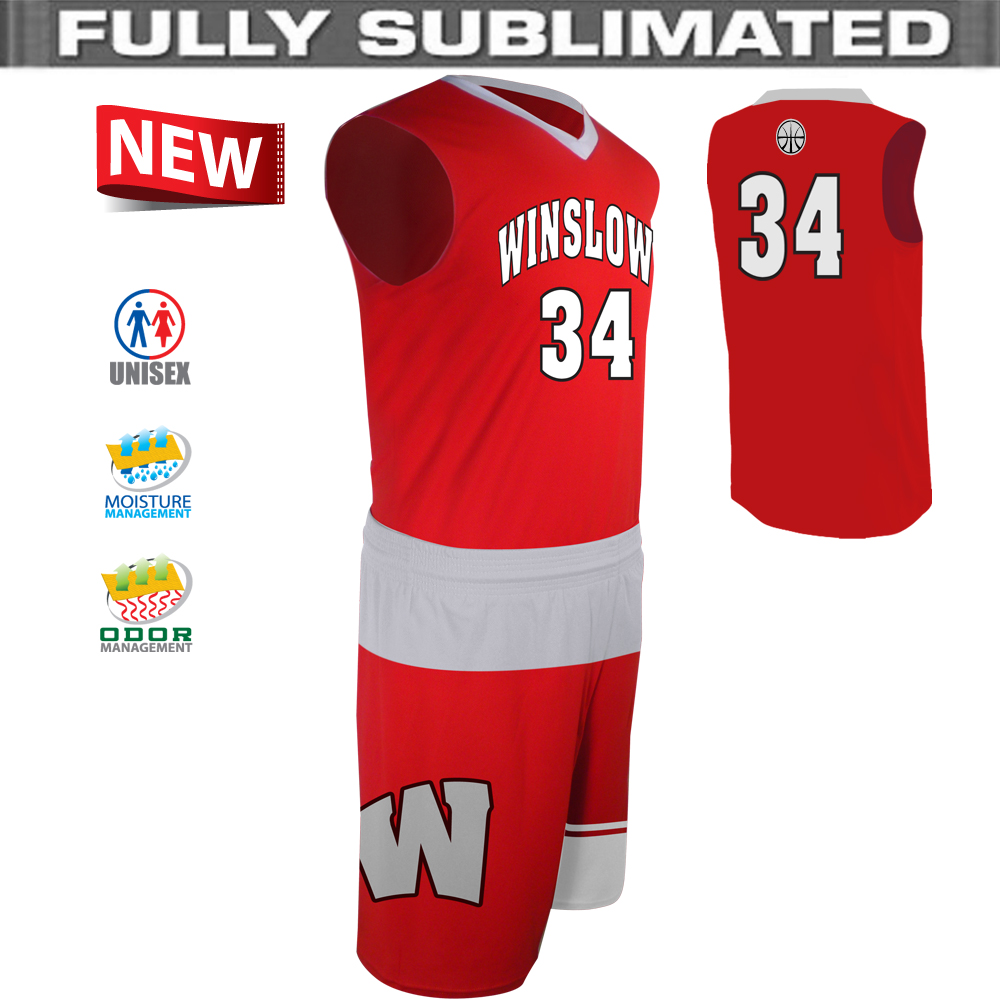 FULLY SUBLIMATED
NEW
WINSLOW
34
34
UNISEX
MOISTURE
MANAGEMENT
ODOR
MANAGEMENT
W